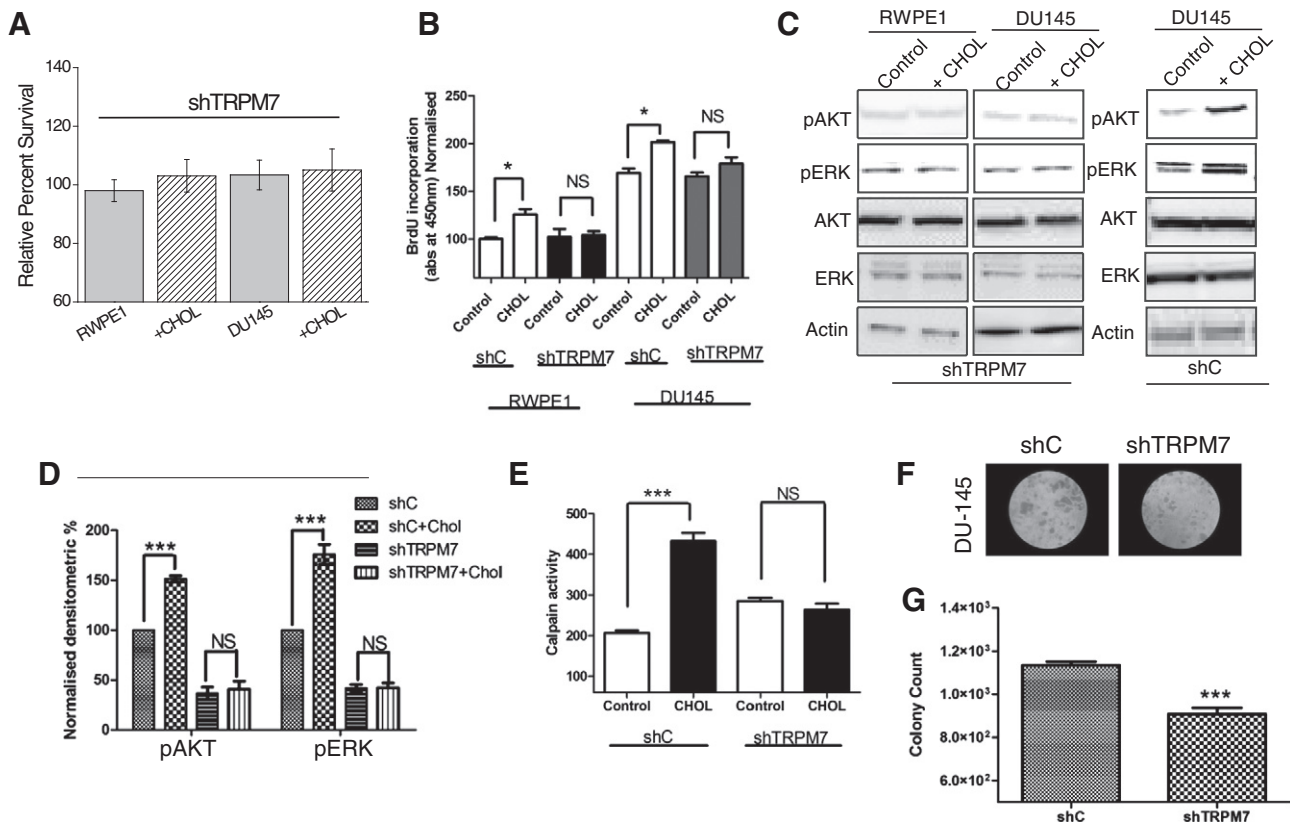 A
Relative Percent Survival
140
120
100
80
60
shTRPM7
RWPE1
+CHOL
DU145
+CHOL
B
BrdU incorporation
(abs at 450nm) Normalised
250
200
150
100
*
NS
*
NS
Control
CHOL
Control
CHOL
Control
CHOL
Control
CHOL
shC
shTRPM7
shC
shTRPM7
RWPE1
DU145
C
RWPE1
DU145
DU145
Control
+ CHOL
Control
+ CHOL
Control
+ CHOL
pAKT
pERK
AKT
ERK
Actin
pAKT
pERK
AKT
ERK
Actin
shTRPM7
shC
D
Normalised densitometric %
200
150
100
50
0
***
NS
***
NS
pAKT
pERK
shC
shC+Chol
shTRPM7
shTRPM7+Chol
E
Calpain activity
500
400
300
200
100
***
NS
Control
CHOL
Control
CHOL
shC
shTRPM7
F
shC
shTRPM7
DU-145
G
Colony Count
1.4×10³
1.2×10³
1.0×10³
8.0×10²
6.0×10²
***
shC
shTRPM7